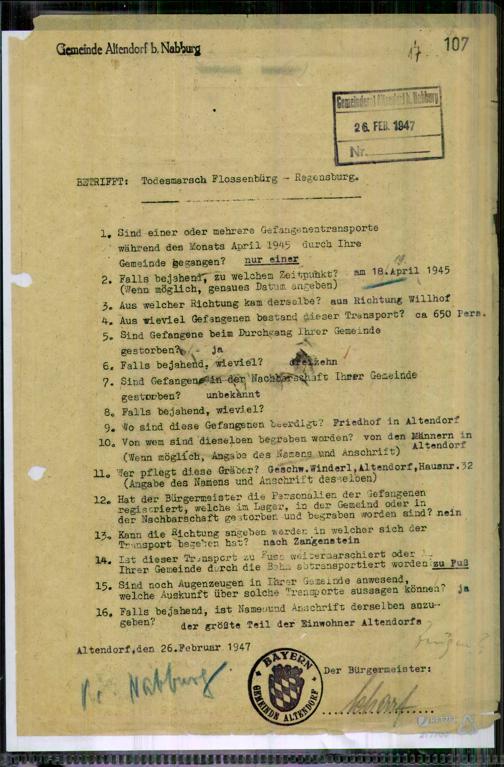 Gemeinde Altendorf b. Nabburg
17
107
Gemeinderat Altendorf b. Nabburg
26. FEB. 1947
Nr.
BETRIFFT: Todesmarsch Flossenbürg - Regensburg.
1. Sind einer oder mehrere Gefangenentransporte
während den Monats April 1945 durch Ihre
Gemeinde gegangen? nur einer
19.
2. Falls bejahend, zu welchem Zeitpunkt? am 18.April 1945
(Wenn möglich, genaues Datum angeben)
3. Aus welcher Richtung kam derselbe? aus Richtung Willhof
4. Aus wieviel Gefangenen bestand dieser Transport? ca 650 Pers.
5. Sind Gefangene beim Durchgang Ihrer Gemeinde
gestorben? ja
6. Falls bejahend, wieviel? dreizehn
7. Sind Gefangene in der Nachbarschaft Ihrer Gemeinde
gestorben? unbekannt
8. Falls bejahend, wieviel?
9. Wo sind diese Gefangenen beerdigt? Friedhof in Altendorf
10. Von wem sind dieselben begraben worden? von den Männern in
Altendorf
(Wenn möglich, Angabe des Namens und Anschrift)
11. Wer pflegt diese Gräber? Geschw.Winderl,Altendorf,Hausnr.32
(Angabe des Namens und Anschrift desselben)
12. Hat der Bürgermeister die Personalien der Gefangenen
registriert, welche im Lager, in der Gemeind oder in
der Nachbarschaft gestorben und begraben worden sind? nein
13. Kann die Richtung angeben werden in welcher sich der
Transport begeben hat? nach Zangenstein
14. Ist dieser Transport zu Fuss weitermarschiert oder
Ihrer Gemeinde durch die Bahn abtransportiert worden? zu Fuß
15. Sind noch Augenzeugen in Ihrer Gemeinde anwesend,
welche Auskunft über solche Transporte aussagen können? ja
16. Falls bejahend, ist Name und Anschrift derselben anzu-
geben? der größte Teil der Einwohner Altendorfs
Altendorf,den 26.Februar 1947
Nabburg
BAYERN
GEMEINDE ALTENDORF
Der Bürgermeister: